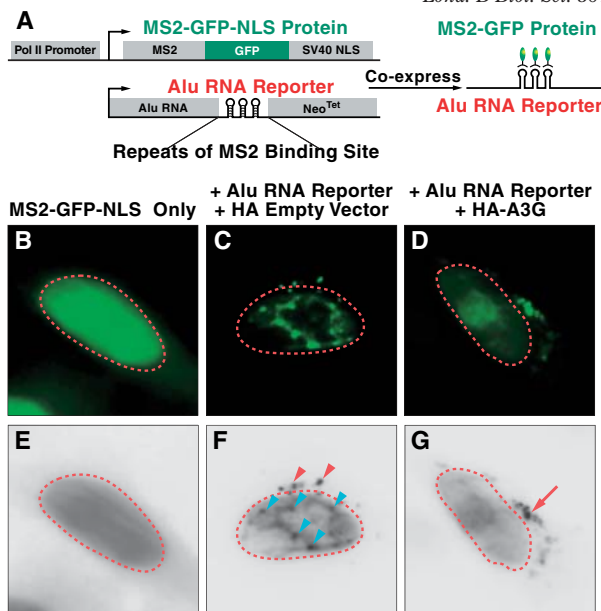 A
MS2-GFP-NLS Protein
Pol II Promoter
MS2
GFP
SV40 NLS
Alu RNA Reporter
Alu RNA
Neo^Tet
Repeats of MS2 Binding Site
Co-express
MS2-GFP Protein
Alu RNA Reporter
MS2-GFP-NLS Only
+ Alu RNA Reporter
+ HA Empty Vector
+ Alu RNA Reporter
+ HA-A3G
B
C
D
E
F
G